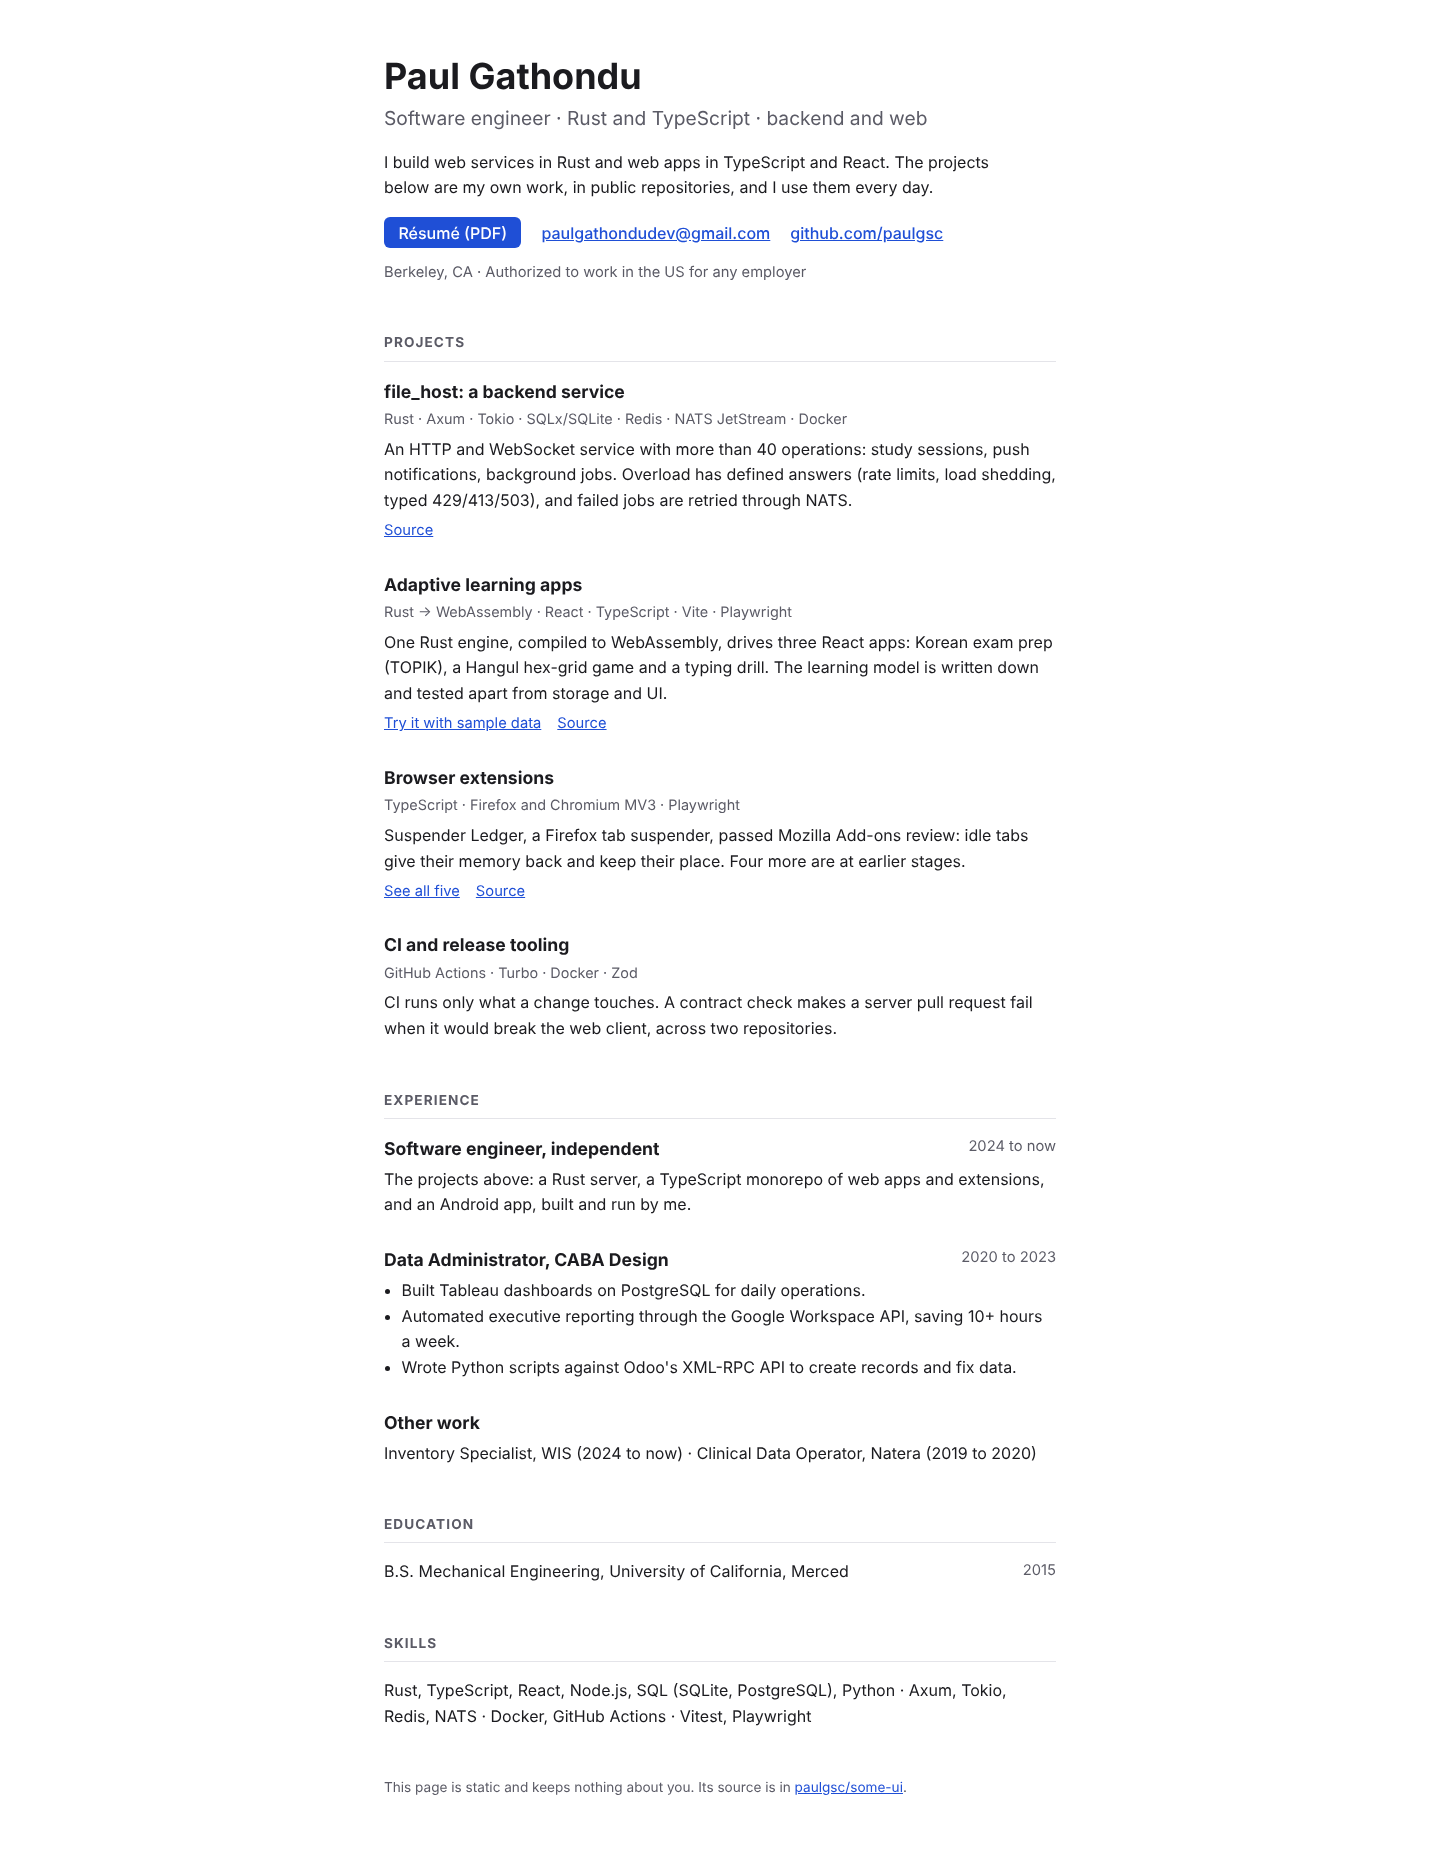 Paul Gathondu
Software engineer · Rust and TypeScript · backend and web
I build web services in Rust and web apps in TypeScript and React. The projects
below are my own work, in public repositories, and I use them every day.
Résumé (PDF) paulgathondudev@gmail.com github.com/paulgsc
Berkeley, CA · Authorized to work in the US for any employer
PROJECTS
file_host: a backend service
Rust · Axum · Tokio · SQLx/SQLite · Redis · NATS JetStream · Docker
An HTTP and WebSocket service with more than 40 operations: study sessions, push
notifications, background jobs. Overload has defined answers (rate limits, load shedding,
typed 429/413/503), and failed jobs are retried through NATS.
Source
Adaptive learning apps
Rust → WebAssembly · React · TypeScript · Vite · Playwright
One Rust engine, compiled to WebAssembly, drives three React apps: Korean exam prep
(TOPIK), a Hangul hex-grid game and a typing drill. The learning model is written down
and tested apart from storage and UI.
Try it with sample data Source
Browser extensions
TypeScript · Firefox and Chromium MV3 · Playwright
Suspender Ledger, a Firefox tab suspender, passed Mozilla Add-ons review: idle tabs
give their memory back and keep their place. Four more are at earlier stages.
See all five Source
CI and release tooling
GitHub Actions · Turbo · Docker · Zod
CI runs only what a change touches. A contract check makes a server pull request fail
when it would break the web client, across two repositories.
EXPERIENCE
Software engineer, independent 2024 to now
The projects above: a Rust server, a TypeScript monorepo of web apps and extensions,
and an Android app, built and run by me.
Data Administrator, CABA Design 2020 to 2023
• Built Tableau dashboards on PostgreSQL for daily operations.
• Automated executive reporting through the Google Workspace API, saving 10+ hours
a week.
• Wrote Python scripts against Odoo's XML-RPC API to create records and fix data.
Other work
Inventory Specialist, WIS (2024 to now) · Clinical Data Operator, Natera (2019 to 2020)
EDUCATION
B.S. Mechanical Engineering, University of California, Merced 2015
SKILLS
Rust, TypeScript, React, Node.js, SQL (SQLite, PostgreSQL), Python · Axum, Tokio,
Redis, NATS · Docker, GitHub Actions · Vitest, Playwright
This page is static and keeps nothing about you. Its source is in paulgsc/some-ui.